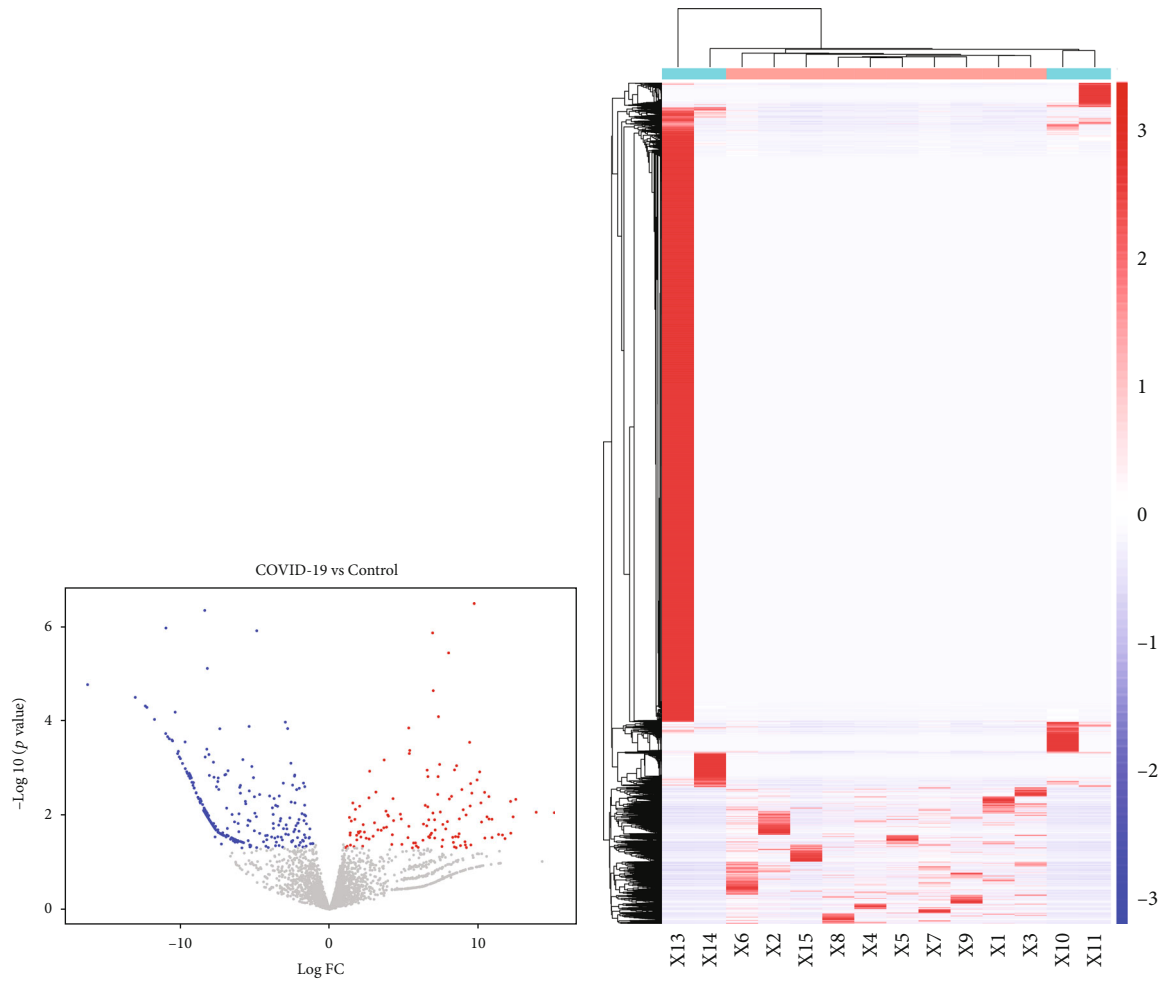 COVID-19 vs Control
6
4
2
0
−Log 10 (p value)
−10
0
10
Log FC
3
2
1
0
−1
−2
−3
X13
X14
X6
X2
X15
X8
X4
X5
X7
X9
X1
X3
X10
X11